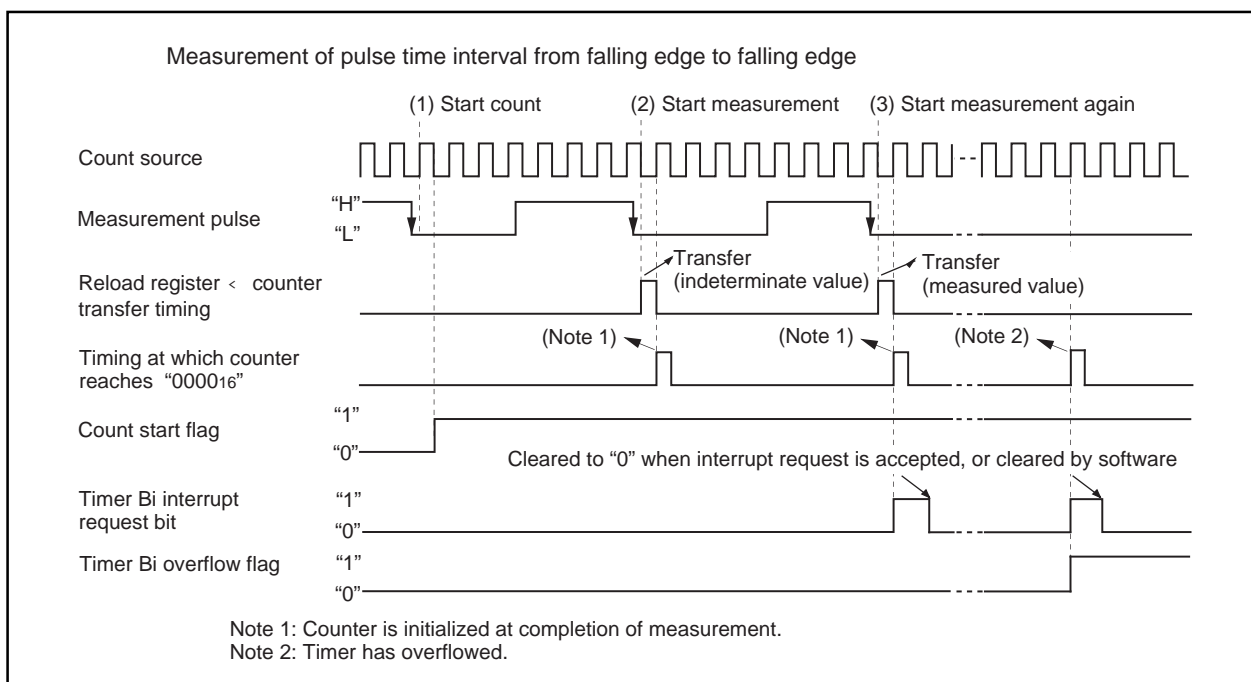 Measurement of pulse time interval from falling edge to falling edge
(1) Start count
(2) Start measurement
(3) Start measurement again
Count source
Measurement pulse
“H”
“L”
Reload register < counter
transfer timing
Transfer
(indeterminate value)
Transfer
(measured value)
Timing at which counter
reaches “000016”
(Note 1)
(Note 1)
(Note 2)
Count start flag
“1”
“0”
Cleared to “0” when interrupt request is accepted, or cleared by software
Timer Bi interrupt
request bit
“1”
“0”
Timer Bi overflow flag
“1”
“0”
Note 1: Counter is initialized at completion of measurement.
Note 2: Timer has overflowed.